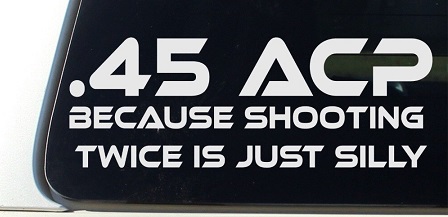 .45 ACP
BECAUSE SHOOTING
TWICE IS JUST SILLY